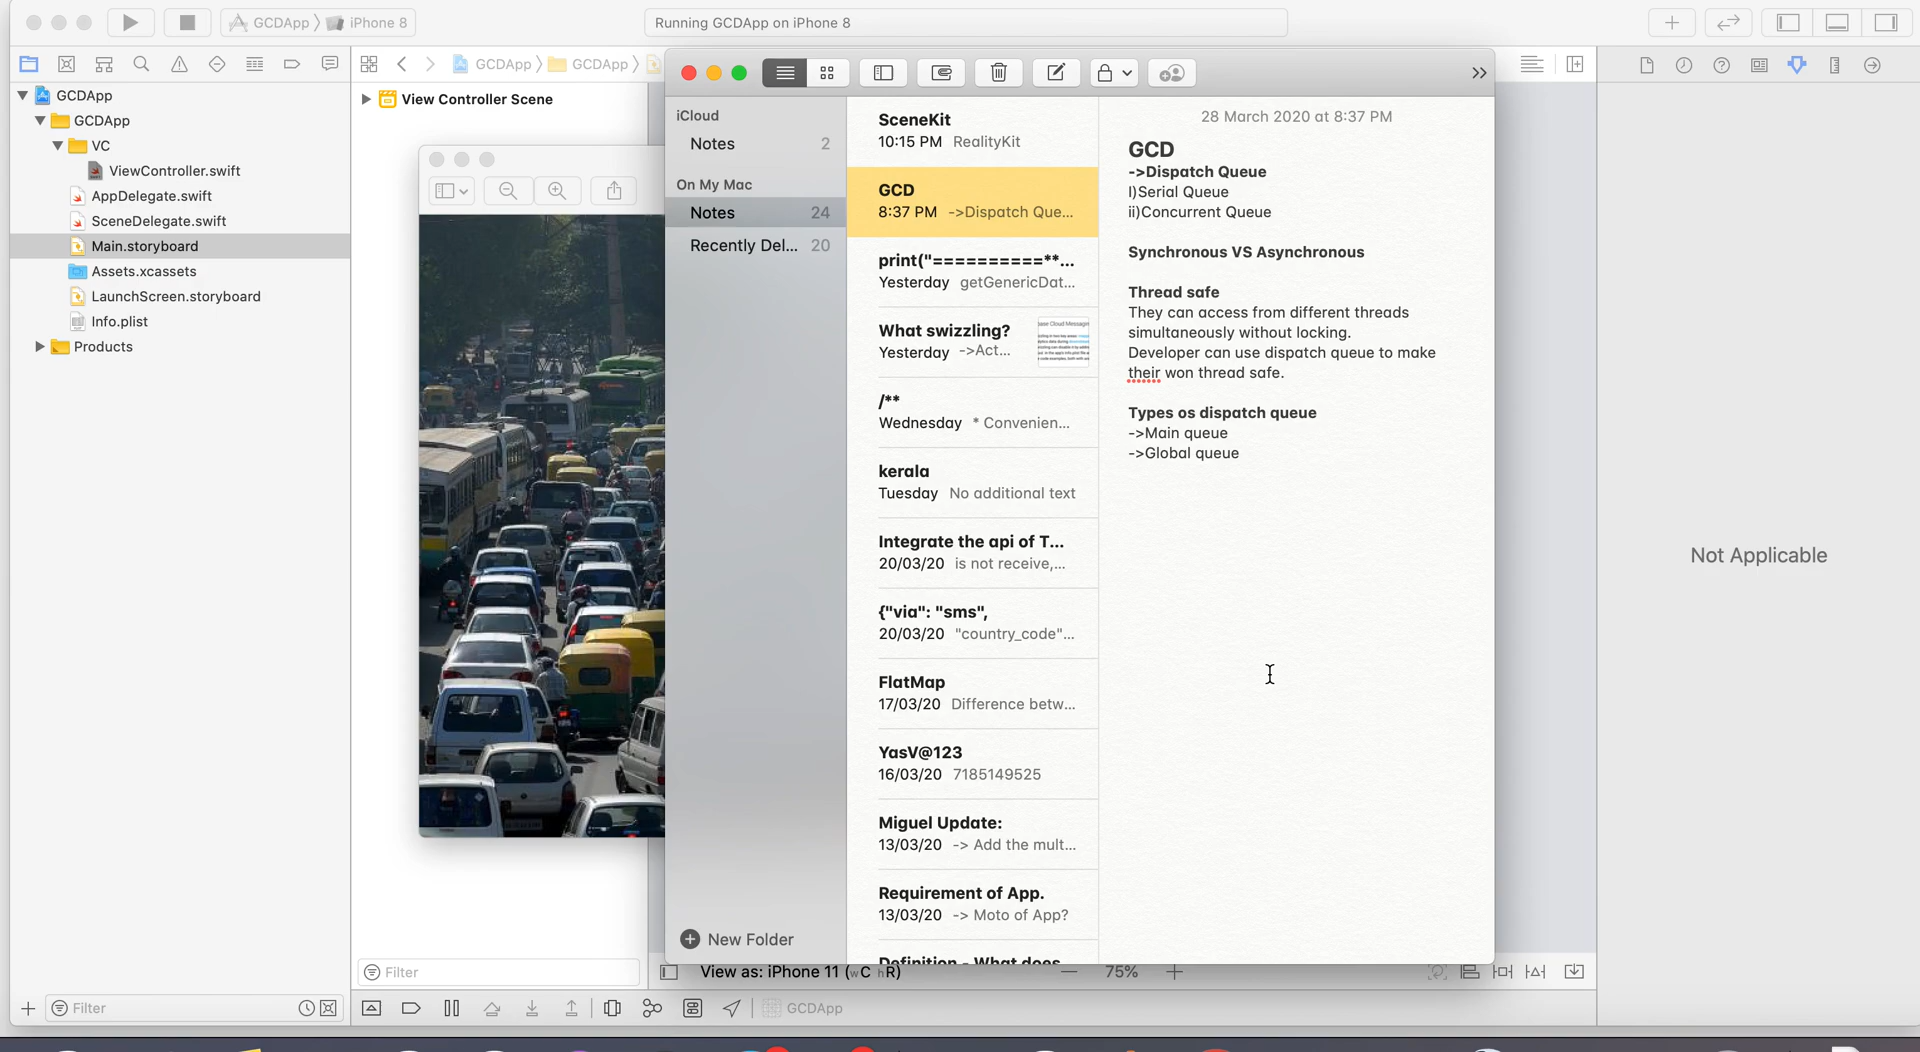 GCDApp
iPhone 8
Running GCDApp on iPhone 8
GCDApp
GCDApp
GCDApp
GCDApp
VC
ViewController.swift
AppDelegate.swift
SceneDelegate.swift
Main.storyboard
Assets.xcassets
LaunchScreen.storyboard
Info.plist
Products
Filter
View Controller Scene
Filter
iCloud
Notes 2
On My Mac
Notes 24
Recently Del... 20
New Folder
SceneKit
10:15 PM RealityKit
GCD
8:37 PM ->Dispatch Que...
print("==========**...
Yesterday getGenericDat...
What swizzling?
Yesterday ->Act...
/**
Wednesday * Convenien...
kerala
Tuesday No additional text
Integrate the api of T...
20/03/20 is not receive,...
{"via": "sms",
20/03/20 "country_code"...
FlatMap
17/03/20 Difference betw...
YasV@123
16/03/20 7185149525
Miguel Update:
13/03/20 -> Add the mult...
Requirement of App.
13/03/20 -> Moto of App?
Definition - What does
28 March 2020 at 8:37 PM
GCD
->Dispatch Queue
I)Serial Queue
ii)Concurrent Queue
Synchronous VS Asynchronous
Thread safe
They can access from different threads
simultaneously without locking.
Developer can use dispatch queue to make
their won thread safe.
Types os dispatch queue
->Main queue
->Global queue
View as: iPhone 11 (wC hR)
75%
GCDApp
Not Applicable